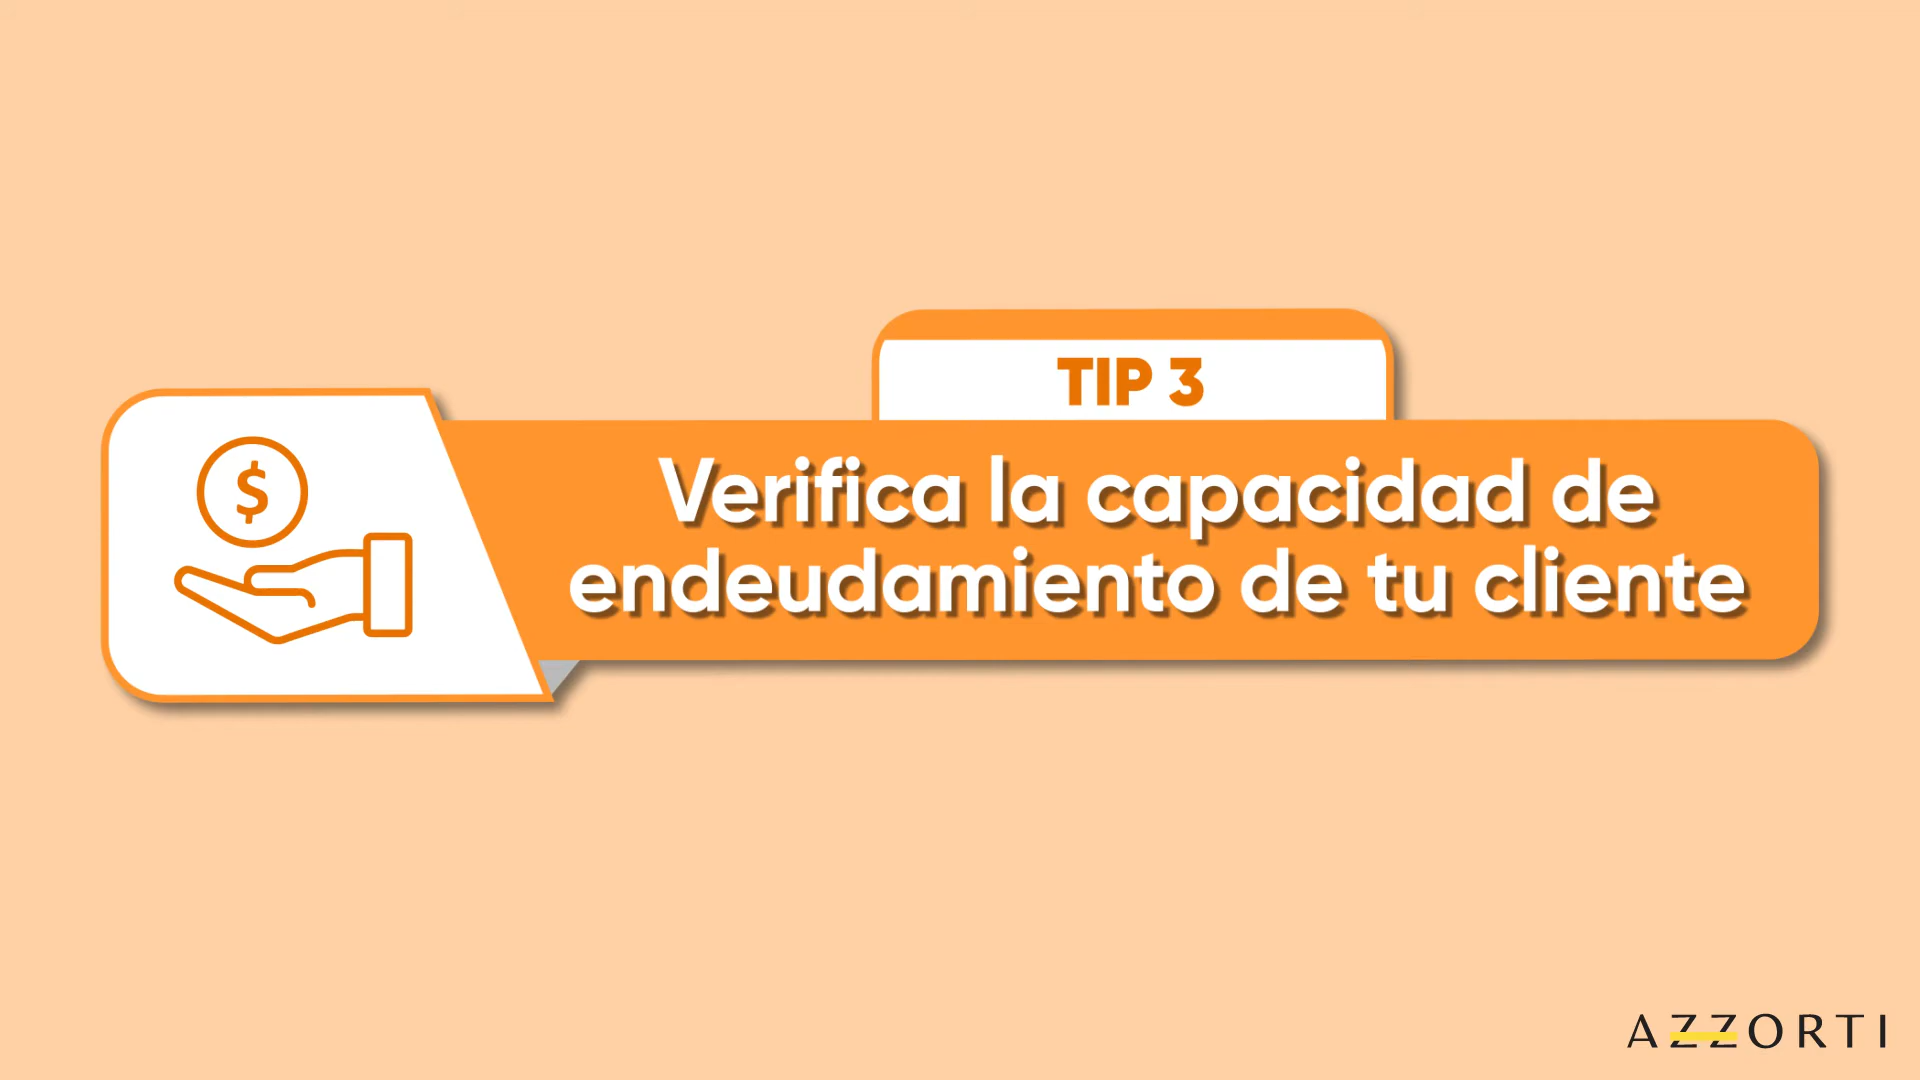 TIP 3
$
Verifica la capacidad de
endeudamiento de tu cliente
AZZORTI